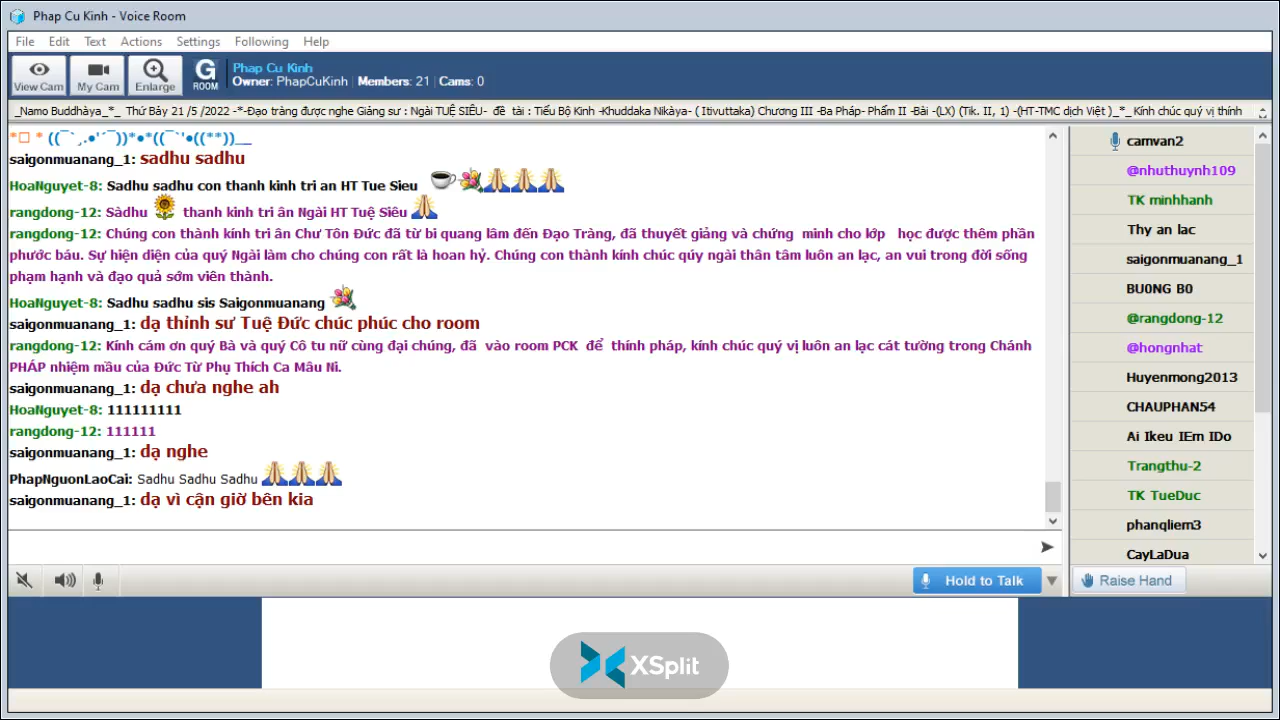 Phap Cu Kinh - Voice Room
File Edit Text Actions Settings Following Help
View Cam My Cam Enlarge G ROOM
Phap Cu Kinh
Owner: PhapCuKinh | Members: 21 | Cams: 0
_Namo Buddhàya_*_ Thứ Bảy 21 /5 /2022 -*-Đạo tràng được nghe Giảng sư : Ngài TUỆ SIÊU- đề tài : Tiểu Bộ Kinh -Khuddaka Nikàya- ( Itivuttaka) Chương III -Ba Pháp- Phẩm II -Bài -(LX) (Tik. II, 1) -(HT-TMC dịch Việt )_*_ Kính chúc quý vị thính
saigonmuanang_1: sadhu sadhu
HoaNguyet-8: Sadhu sadhu con thanh kinh tri an HT Tue Sieu
rangdong-12: Sàdhu thanh kinh tri ân Ngài HT Tuệ Siêu
rangdong-12: Chúng con thành kính tri ân Chư Tôn Đức đã từ bi quang lâm đến Đạo Tràng, đã thuyết giảng và chứng minh cho lớp học được thêm phần
phước báu. Sự hiện diện của quý Ngài làm cho chúng con rất là hoan hỷ. Chúng con thành kính chúc qúy ngài thân tâm luôn an lạc, an vui trong đời sống
phạm hạnh và đạo quả sớm viên thành.
HoaNguyet-8: Sadhu sadhu sis Saigonmuanang
saigonmuanang_1: dạ thỉnh sư Tuệ Đức chúc phúc cho room
rangdong-12: Kính cám ơn quý Bà và quý Cô tu nữ cùng đại chúng, đã vào room PCK để thính pháp, kính chúc quý vị luôn an lạc cát tường trong Chánh
PHÁP nhiệm mầu của Đức Từ Phụ Thích Ca Mâu Ni.
saigonmuanang_1: dạ chưa nghe ah
HoaNguyet-8: 111111111
rangdong-12: 111111
saigonmuanang_1: dạ nghe
PhapNguonLaoCai: Sadhu Sadhu Sadhu
saigonmuanang_1: dạ vì cận giờ bên kia
camvan2
@nhuthuynh109
TK minhhanh
Thy an lac
saigonmuanang_1
BU0NG B0
@rangdong-12
@hongnhat
Huyenmong2013
CHAUPHAN54
Ai Ikeu IEm IDo
Trangthu-2
TK TueDuc
phanqliem3
CayLaDua
Hold to Talk
Raise Hand
XSplit